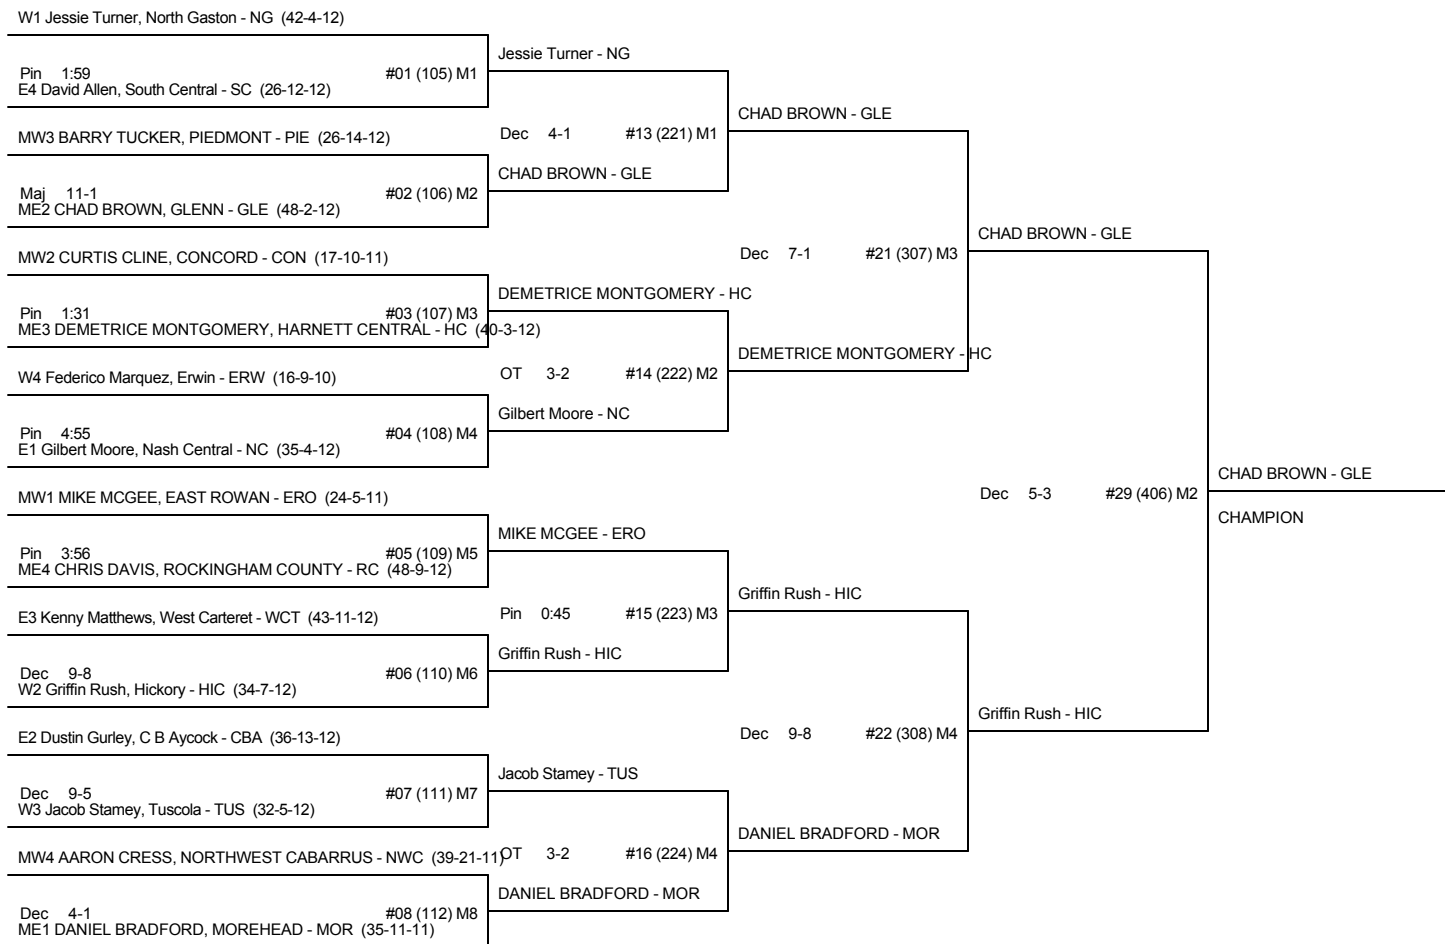 W1 Jessie Turner, North Gaston - NG (42-4-12)
Jessie Turner - NG
Pin 1:59 #01 (105) M1
E4 David Allen, South Central - SC (26-12-12)
CHAD BROWN - GLE
MW3 BARRY TUCKER, PIEDMONT - PIE (26-14-12)
Dec 4-1 #13 (221) M1
CHAD BROWN - GLE
Maj 11-1 #02 (106) M2
ME2 CHAD BROWN, GLENN - GLE (48-2-12)
CHAD BROWN - GLE
MW2 CURTIS CLINE, CONCORD - CON (17-10-11)
Dec 7-1 #21 (307) M3
DEMETRICE MONTGOMERY - HC
Pin 1:31 #03 (107) M3
ME3 DEMETRICE MONTGOMERY, HARNETT CENTRAL - HC (40-3-12)
DEMETRICE MONTGOMERY - HC
W4 Federico Marquez, Erwin - ERW (16-9-10)
OT 3-2 #14 (222) M2
Gilbert Moore - NC
Pin 4:55 #04 (108) M4
E1 Gilbert Moore, Nash Central - NC (35-4-12)
CHAD BROWN - GLE
MW1 MIKE MCGEE, EAST ROWAN - ERO (24-5-11)
Dec 5-3 #29 (406) M2
CHAMPION
MIKE MCGEE - ERO
Pin 3:56 #05 (109) M5
ME4 CHRIS DAVIS, ROCKINGHAM COUNTY - RC (48-9-12)
Griffin Rush - HIC
E3 Kenny Matthews, West Carteret - WCT (43-11-12)
Pin 0:45 #15 (223) M3
Griffin Rush - HIC
Dec 9-8 #06 (110) M6
W2 Griffin Rush, Hickory - HIC (34-7-12)
Griffin Rush - HIC
E2 Dustin Gurley, C B Aycock - CBA (36-13-12)
Dec 9-8 #22 (308) M4
Jacob Stamey - TUS
Dec 9-5 #07 (111) M7
W3 Jacob Stamey, Tuscola - TUS (32-5-12)
DANIEL BRADFORD - MOR
MW4 AARON CRESS, NORTHWEST CABARRUS - NWC (39-21-11)
OT 3-2 #16 (224) M4
DANIEL BRADFORD - MOR
Dec 4-1 #08 (112) M8
ME1 DANIEL BRADFORD, MOREHEAD - MOR (35-11-11)